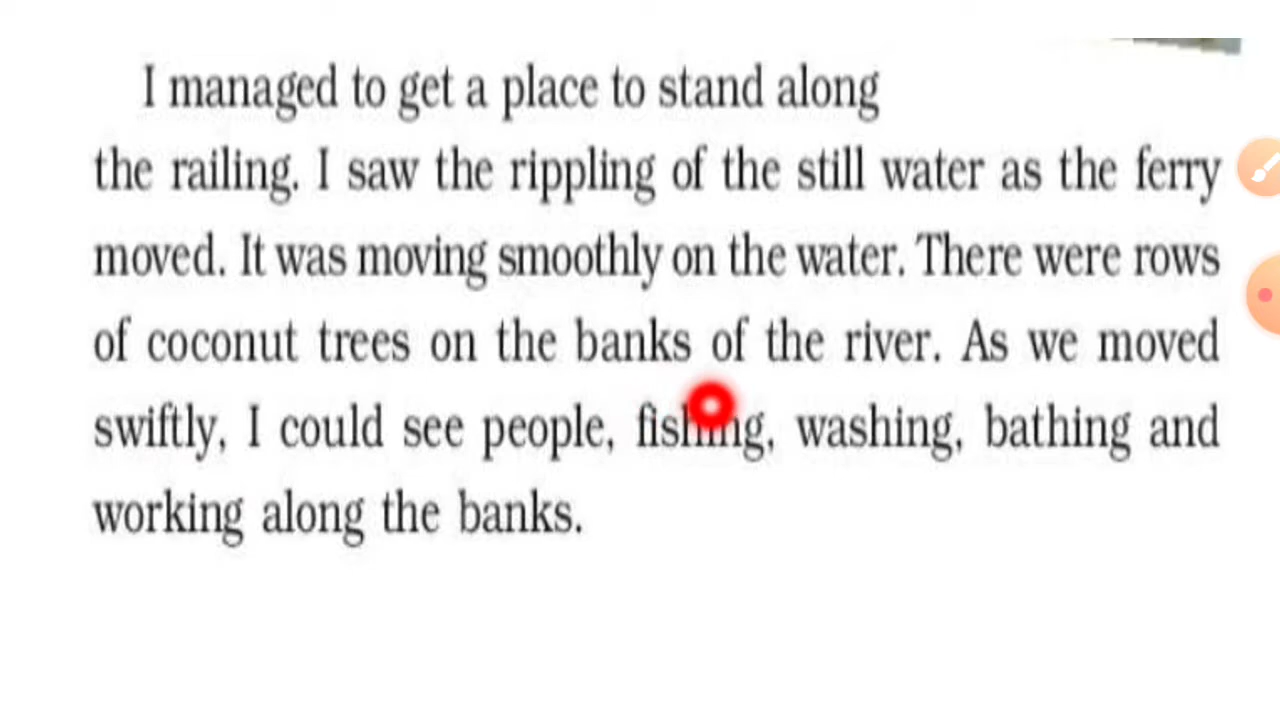 I managed to get a place to stand along
the railing. I saw the rippling of the still water as the ferry
moved. It was moving smoothly on the water. There were rows
of coconut trees on the banks of the river. As we moved
swiftly, I could see people, fishing, washing, bathing and
working along the banks.